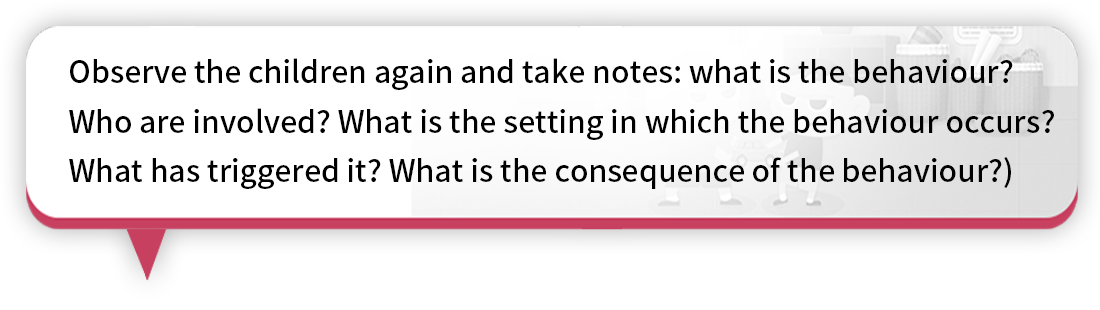 Observe the children again and take notes: what is the behaviour?
Who are involved? What is the setting in which the behaviour occurs?
What has triggered it? What is the consequence of the behaviour?)